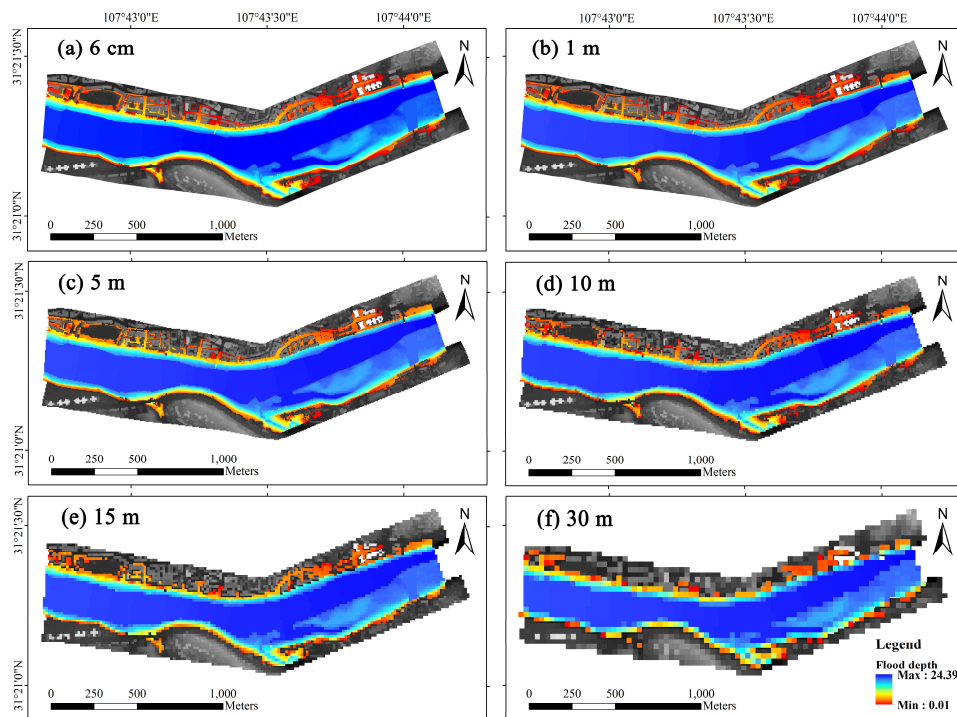 107°43'0"E 107°43'30"E 107°44'0"E 107°43'0"E 107°43'30"E 107°44'0"E
31°21'30"N
31°21'0"N
(a) 6 cm
N
0 250 500 1,000
Meters
(b) 1 m
N
0 250 500 1,000
Meters
31°21'30"N
31°21'0"N
(c) 5 m
N
0 250 500 1,000
Meters
(d) 10 m
N
0 250 500 1,000
Meters
31°21'30"N
31°21'0"N
(e) 15 m
N
0 250 500 1,000
Meters
(f) 30 m
N
0 250 500 1,000
Meters
Legend
Flood depth
Max : 24.39
Min : 0.01